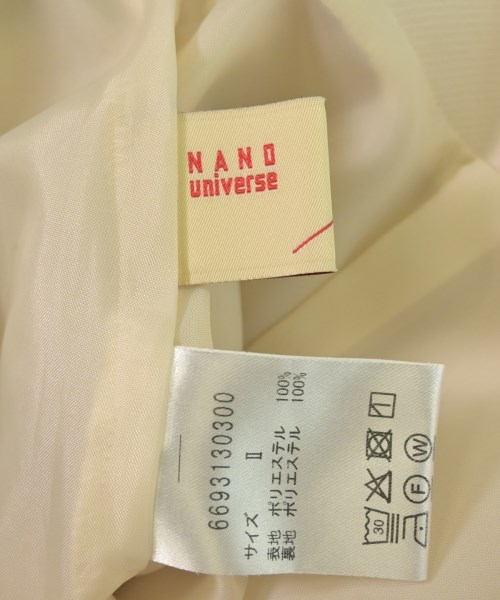 NANO
universe
6693130300
サイズ II
表地 ポリエステル 100%
裏地 ポリエステル 100%
30
F W